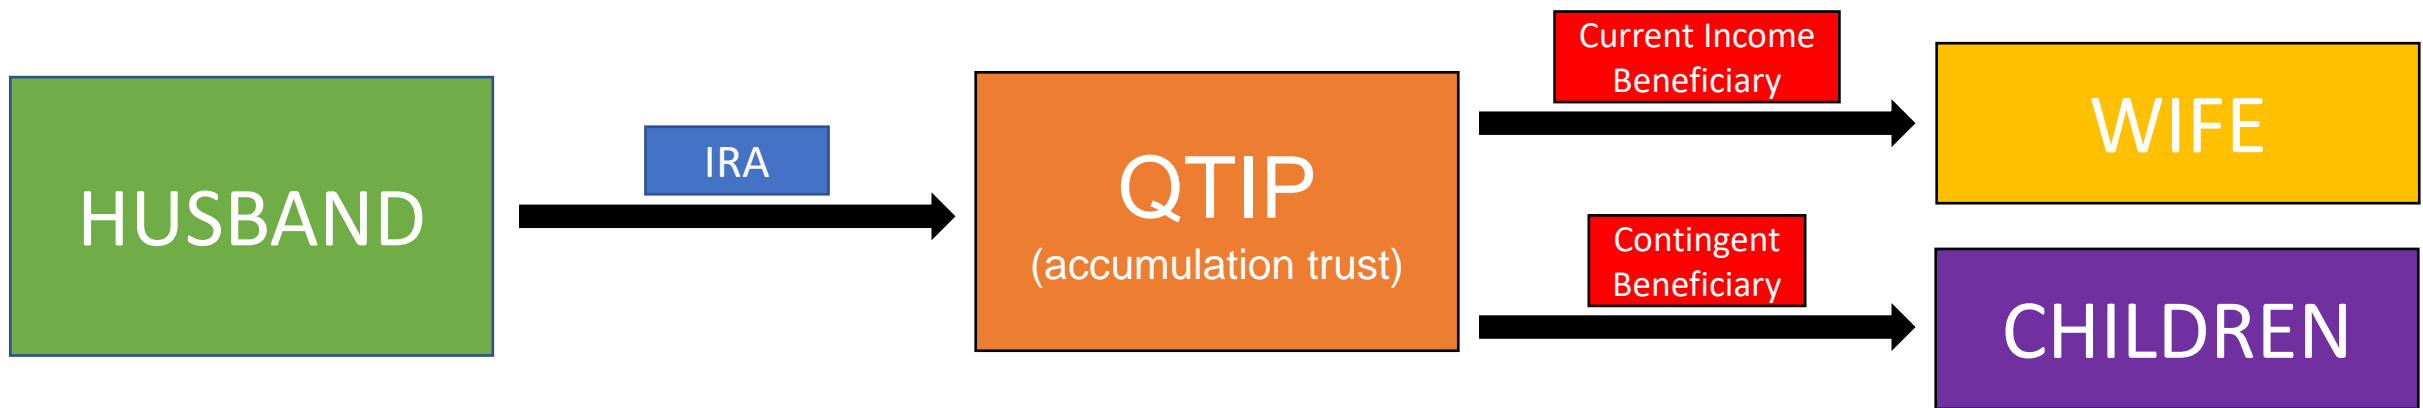 HUSBAND
IRA
QTIP
(accumulation trust)
Current Income
Beneficiary
WIFE
Contingent
Beneficiary
CHILDREN